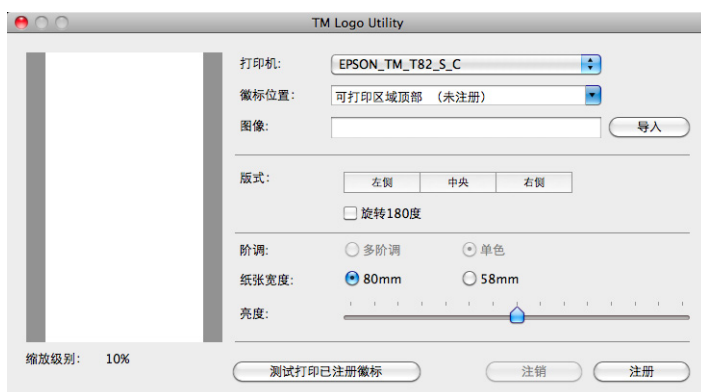 TM Logo Utility
打印机: EPSON_TM_T82_S_C
徽标位置: 可打印区域顶部 （未注册）
图像: 导入
版式: 左侧 中央 右侧
旋转180度
阶调: 多阶调 单色
纸张宽度: 80mm 58mm
亮度:
缩放级别: 10%
测试打印已注册徽标 注销 注册